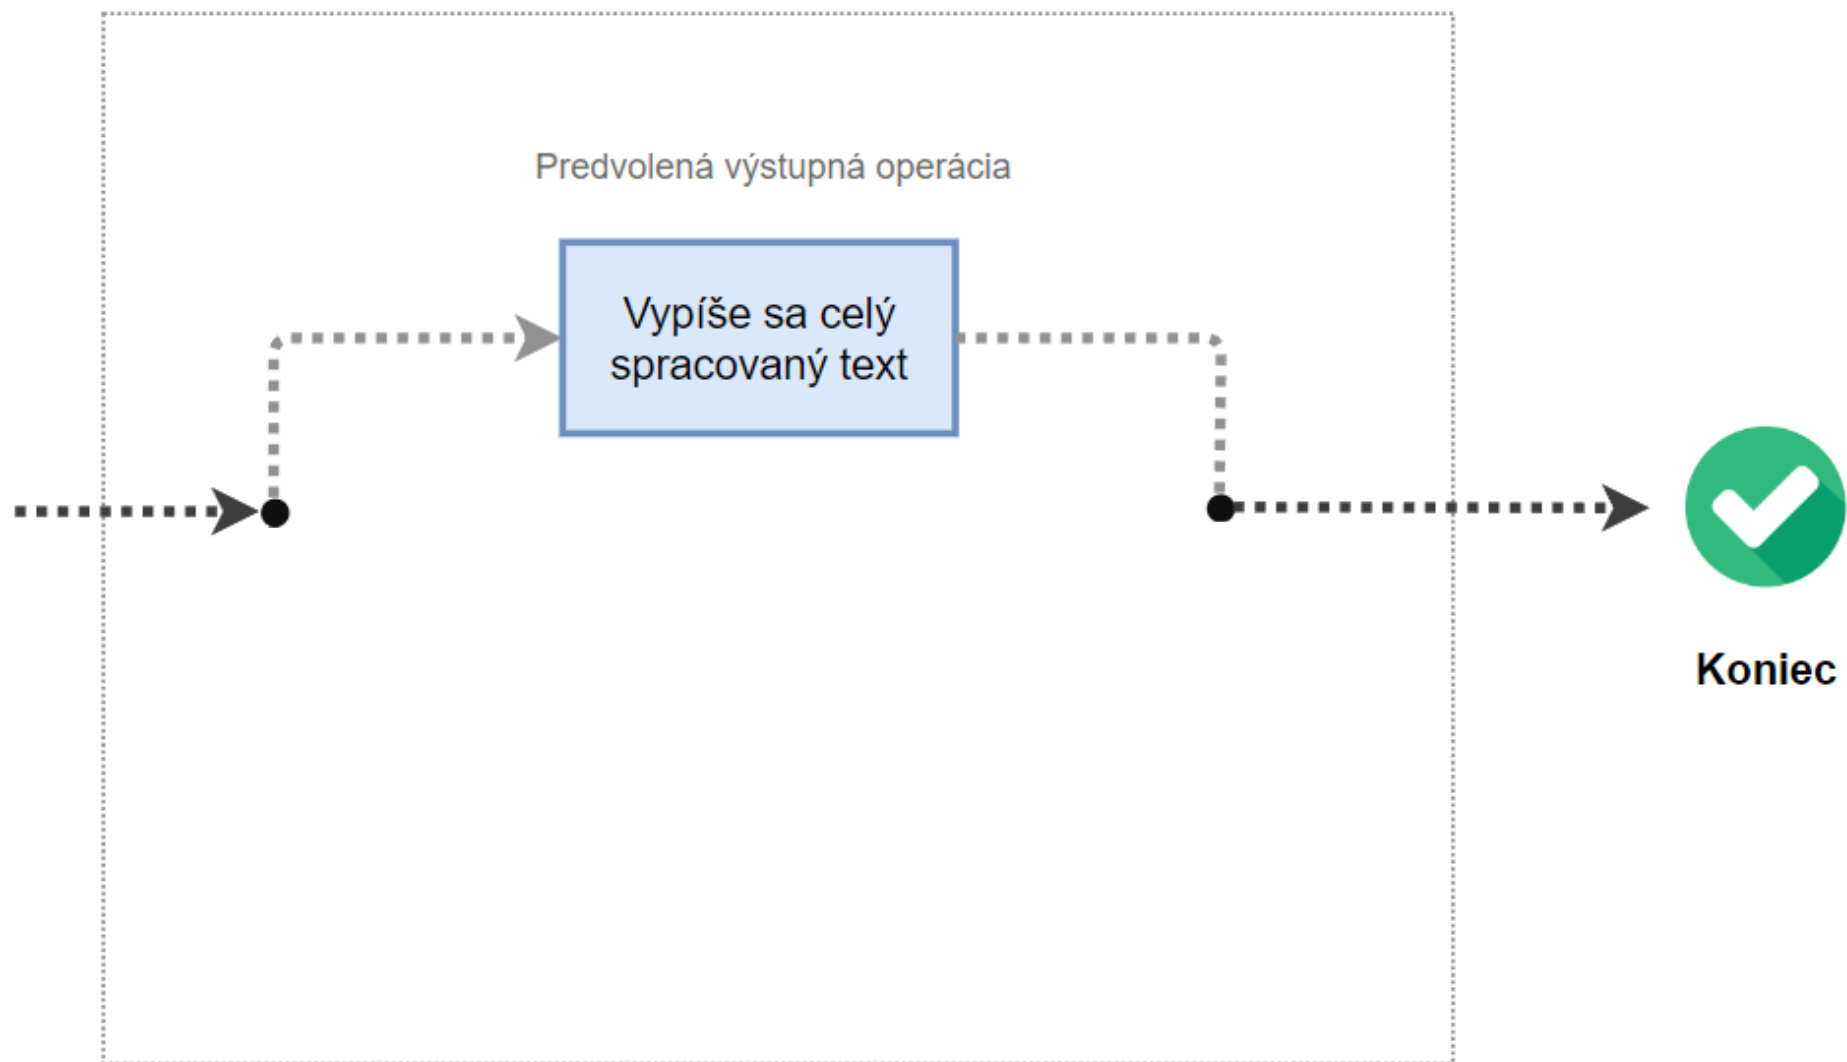 Predvolená výstupná operácia
Vypíše sa celý
spracovaný text
Koniec